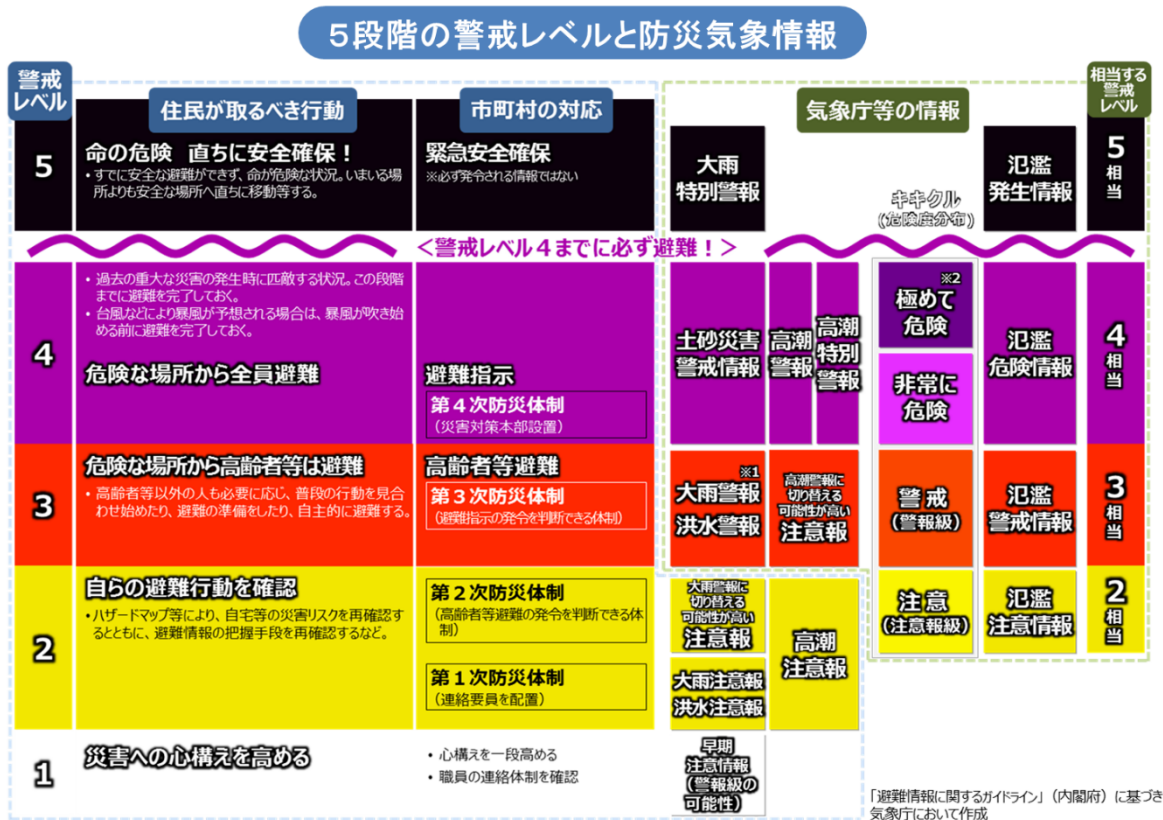 5段階の警戒レベルと防災気象情報
警戒
レベル
住民が取るべき行動
市町村の対応
気象庁等の情報
相当する
警戒
レベル
5
命の危険 直ちに安全確保！
・すでに安全な避難ができず、命が危険な状況。いまいる場
所よりも安全な場所へ直ちに移動等する。
緊急安全確保
※必ず発令される情報ではない
大雨
特別警報
キキクル
（危険度分布）
氾濫
発生情報
5
相
当
＜警戒レベル４までに必ず避難！＞
4
・過去の重大な災害の発生時に匹敵する状況。この段階
までに避難を完了しておく。
・台風などにより暴風が予想される場合は、暴風が吹き始
める前に避難を完了しておく。
危険な場所から全員避難
避難指示
第４次防災体制
（災害対策本部設置）
土砂災害
警戒情報
高潮
警報
高潮
特別
警報
※2
極めて
危険
非常に
危険
氾濫
危険情報
4
相
当
3
危険な場所から高齢者等は避難
・高齢者等以外の人も必要に応じ、普段の行動を見合
わせ始めたり、避難の準備をしたり、自主的に避難する。
高齢者等避難
第３次防災体制
（避難指示の発令を判断できる体制）
※1
大雨警報
洪水警報
高潮警報に
切り替える
可能性が高い
注意報
警戒
（警報級）
氾濫
警戒情報
3
相
当
2
自らの避難行動を確認
・ハザードマップ等により、自宅等の災害リスクを再確認す
るとともに、避難情報の把握手段を再確認するなど。
第２次防災体制
（高齢者等避難の発令を判断できる体
制）
第１次防災体制
（連絡要員を配置）
大雨警報に
切り替える
可能性が高い
注意報
大雨注意報
洪水注意報
高潮
注意報
注意
（注意報級）
氾濫
注意情報
2
相
当
1
災害への心構えを高める
・心構えを一段高める
・職員の連絡体制を確認
早期
注意情報
（警報級の
可能性）
「避難情報に関するガイドライン」（内閣府）に基づき
気象庁において作成